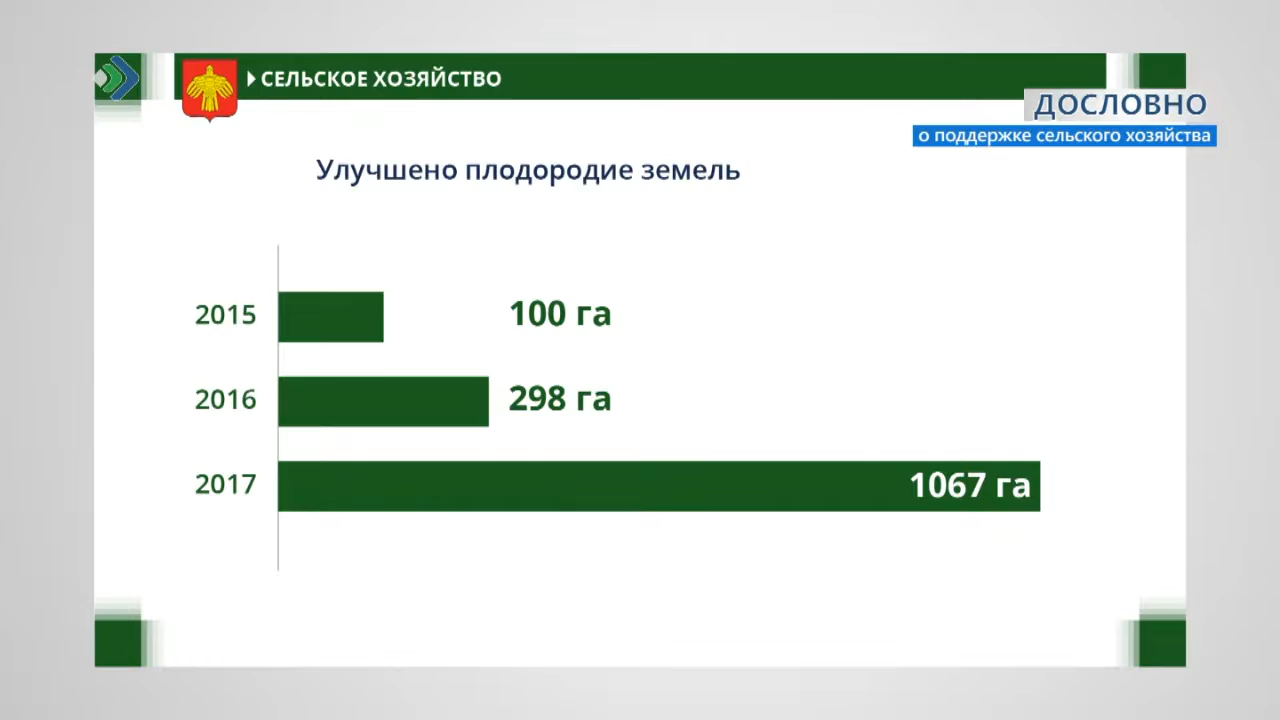 СЕЛЬСКОЕ ХОЗЯЙСТВО
ДОСЛОВНО
о поддержке сельского хозяйства
Улучшено плодородие земель
2015 100 га
2016 298 га
2017 1067 га